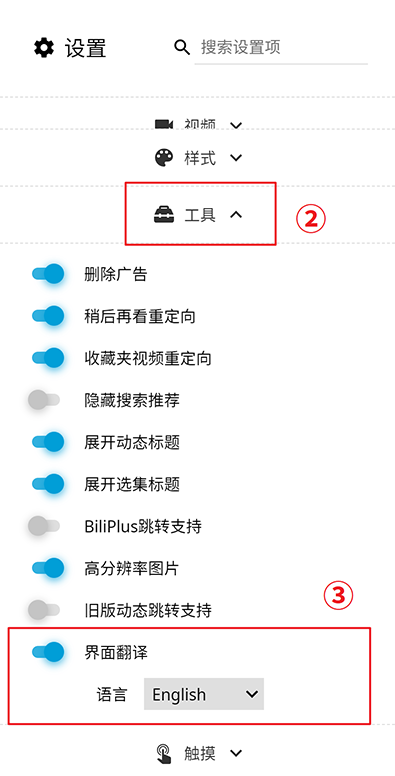 设置
搜索设置项
视频
样式
工具
②
删除广告
稍后再看重定向
收藏夹视频重定向
隐藏搜索推荐
展开动态标题
展开选集标题
BiliPlus跳转支持
高分辨率图片
旧版动态跳转支持
③
界面翻译
语言 English
触摸